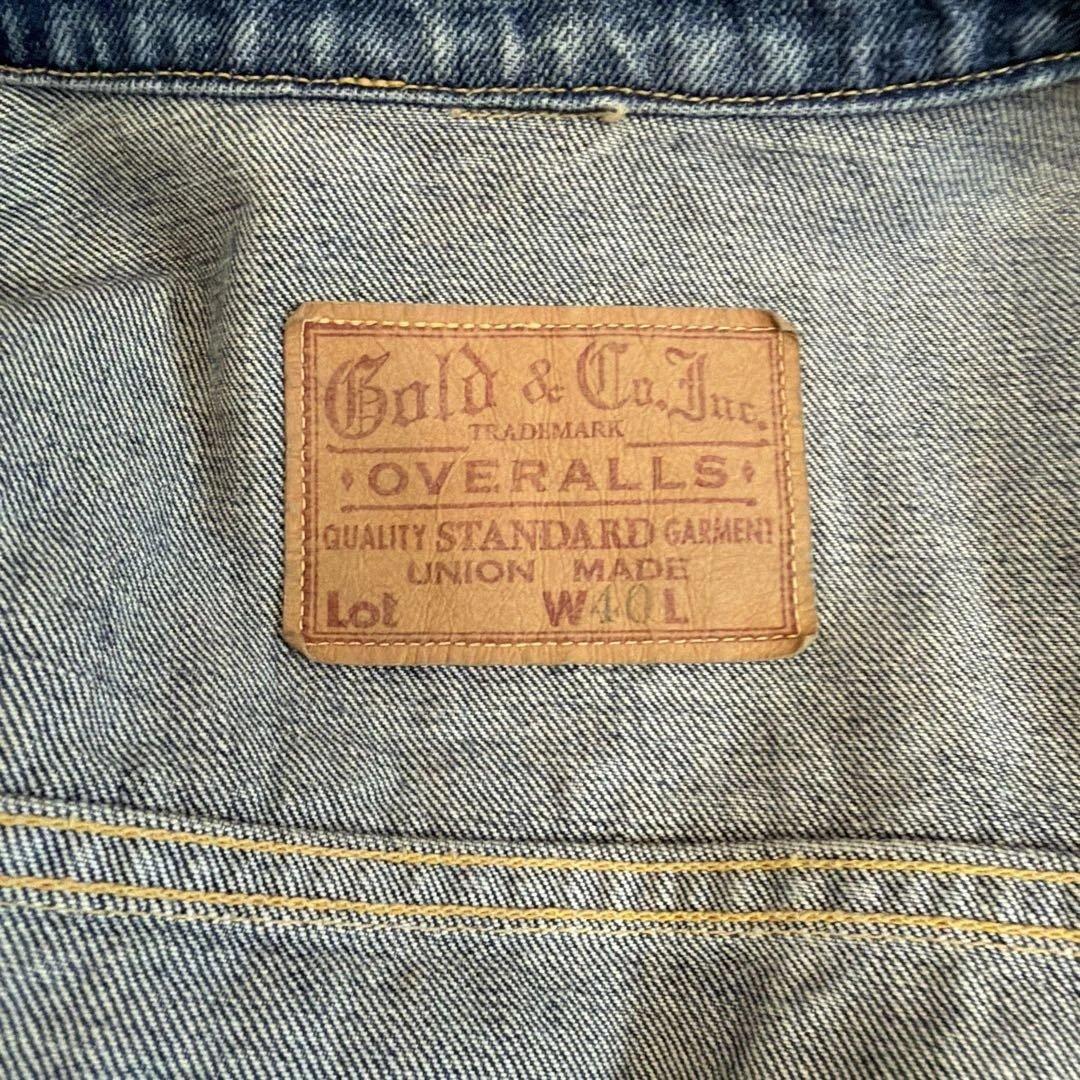 Gold & Co. Inc.
TRADEMARK
OVERALLS
QUALITY STANDARD GARMENT
UNION MADE
Lot W40L